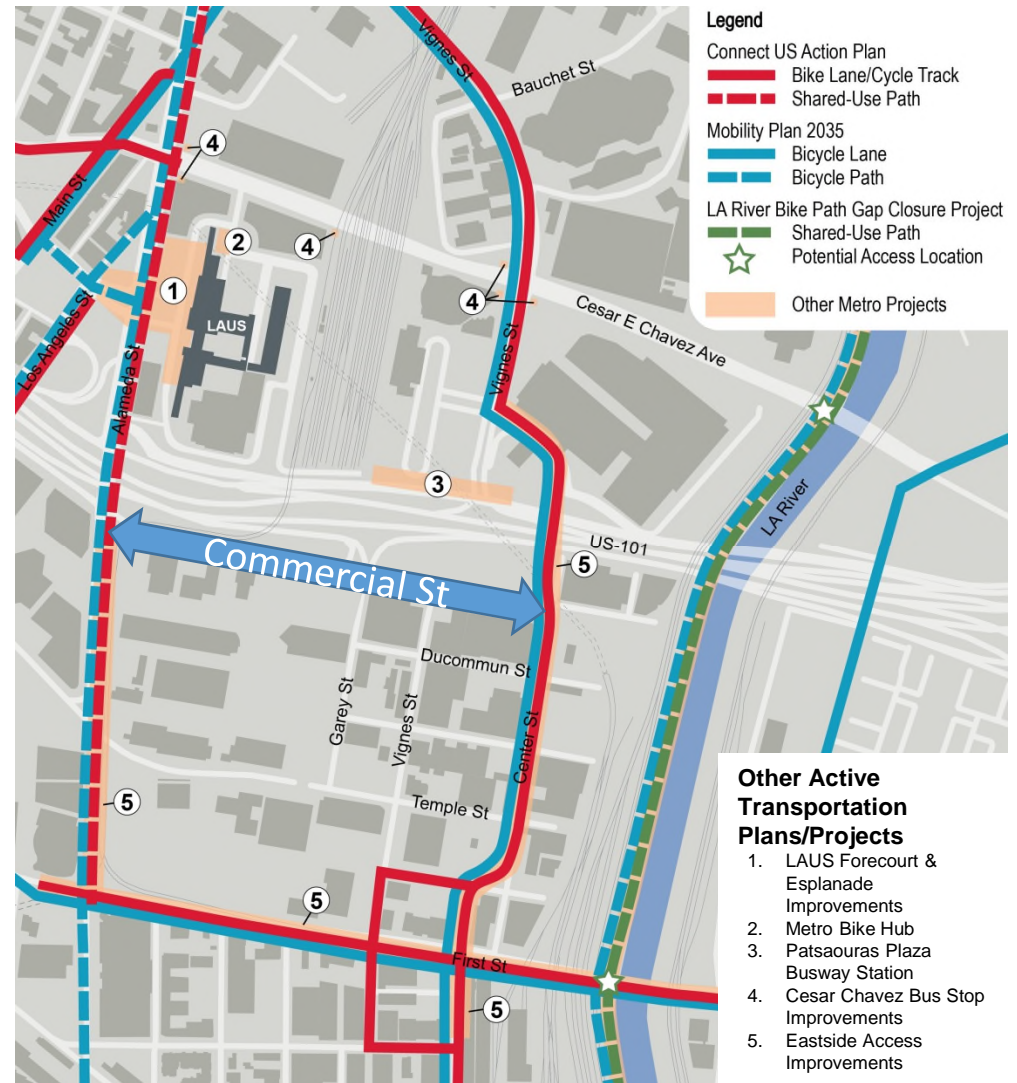 Legend
Connect US Action Plan
Bike Lane/Cycle Track
Shared-Use Path
Mobility Plan 2035
Bicycle Lane
Bicycle Path
LA River Bike Path Gap Closure Project
Shared-Use Path
Potential Access Location
Other Metro Projects
Vignes St
Bauchet St
4
Main St
2
4
1
LAUS
4
Cesar E Chavez Ave
Los Angeles St
Alameda St
Vignes St
3
LA River
US-101
Commercial St
5
Ducommun St
Garey St
Vignes St
Center St
Temple St
5
5
First St
5
Other Active
Transportation
Plans/Projects
1. LAUS Forecourt &
Esplanade
Improvements
2. Metro Bike Hub
3. Patsaouras Plaza
Busway Station
4. Cesar Chavez Bus Stop
Improvements
5. Eastside Access
Improvements